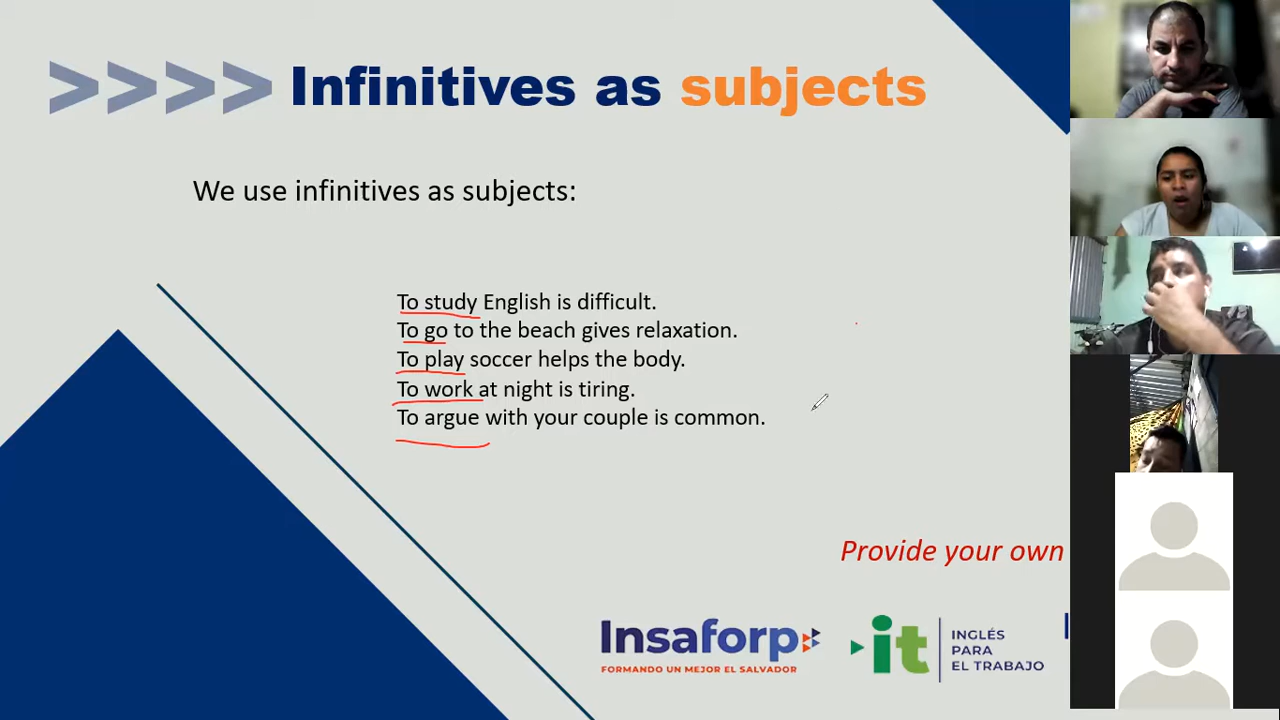 >>>> Infinitives as subjects
We use infinitives as subjects:
To study English is difficult.
To go to the beach gives relaxation.
To play soccer helps the body.
To work at night is tiring.
To argue with your couple is common.
Provide your own
Insaforp
FORMANDO UN MEJOR EL SALVADOR
it
INGLÉS
PARA
EL TRABAJO